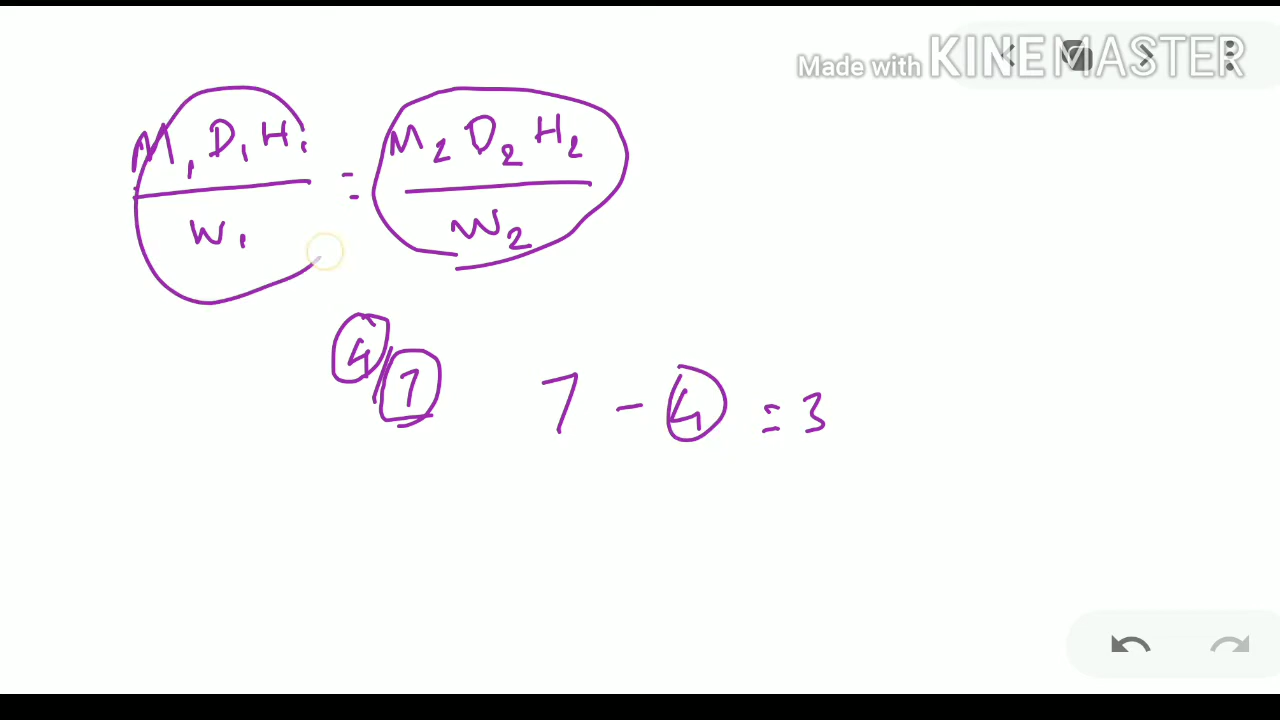 Made with KINEMASTER
M₁ D₁ H₁ / W₁ = M₂ D₂ H₂ / W₂
4/7
7 - 4 = 3